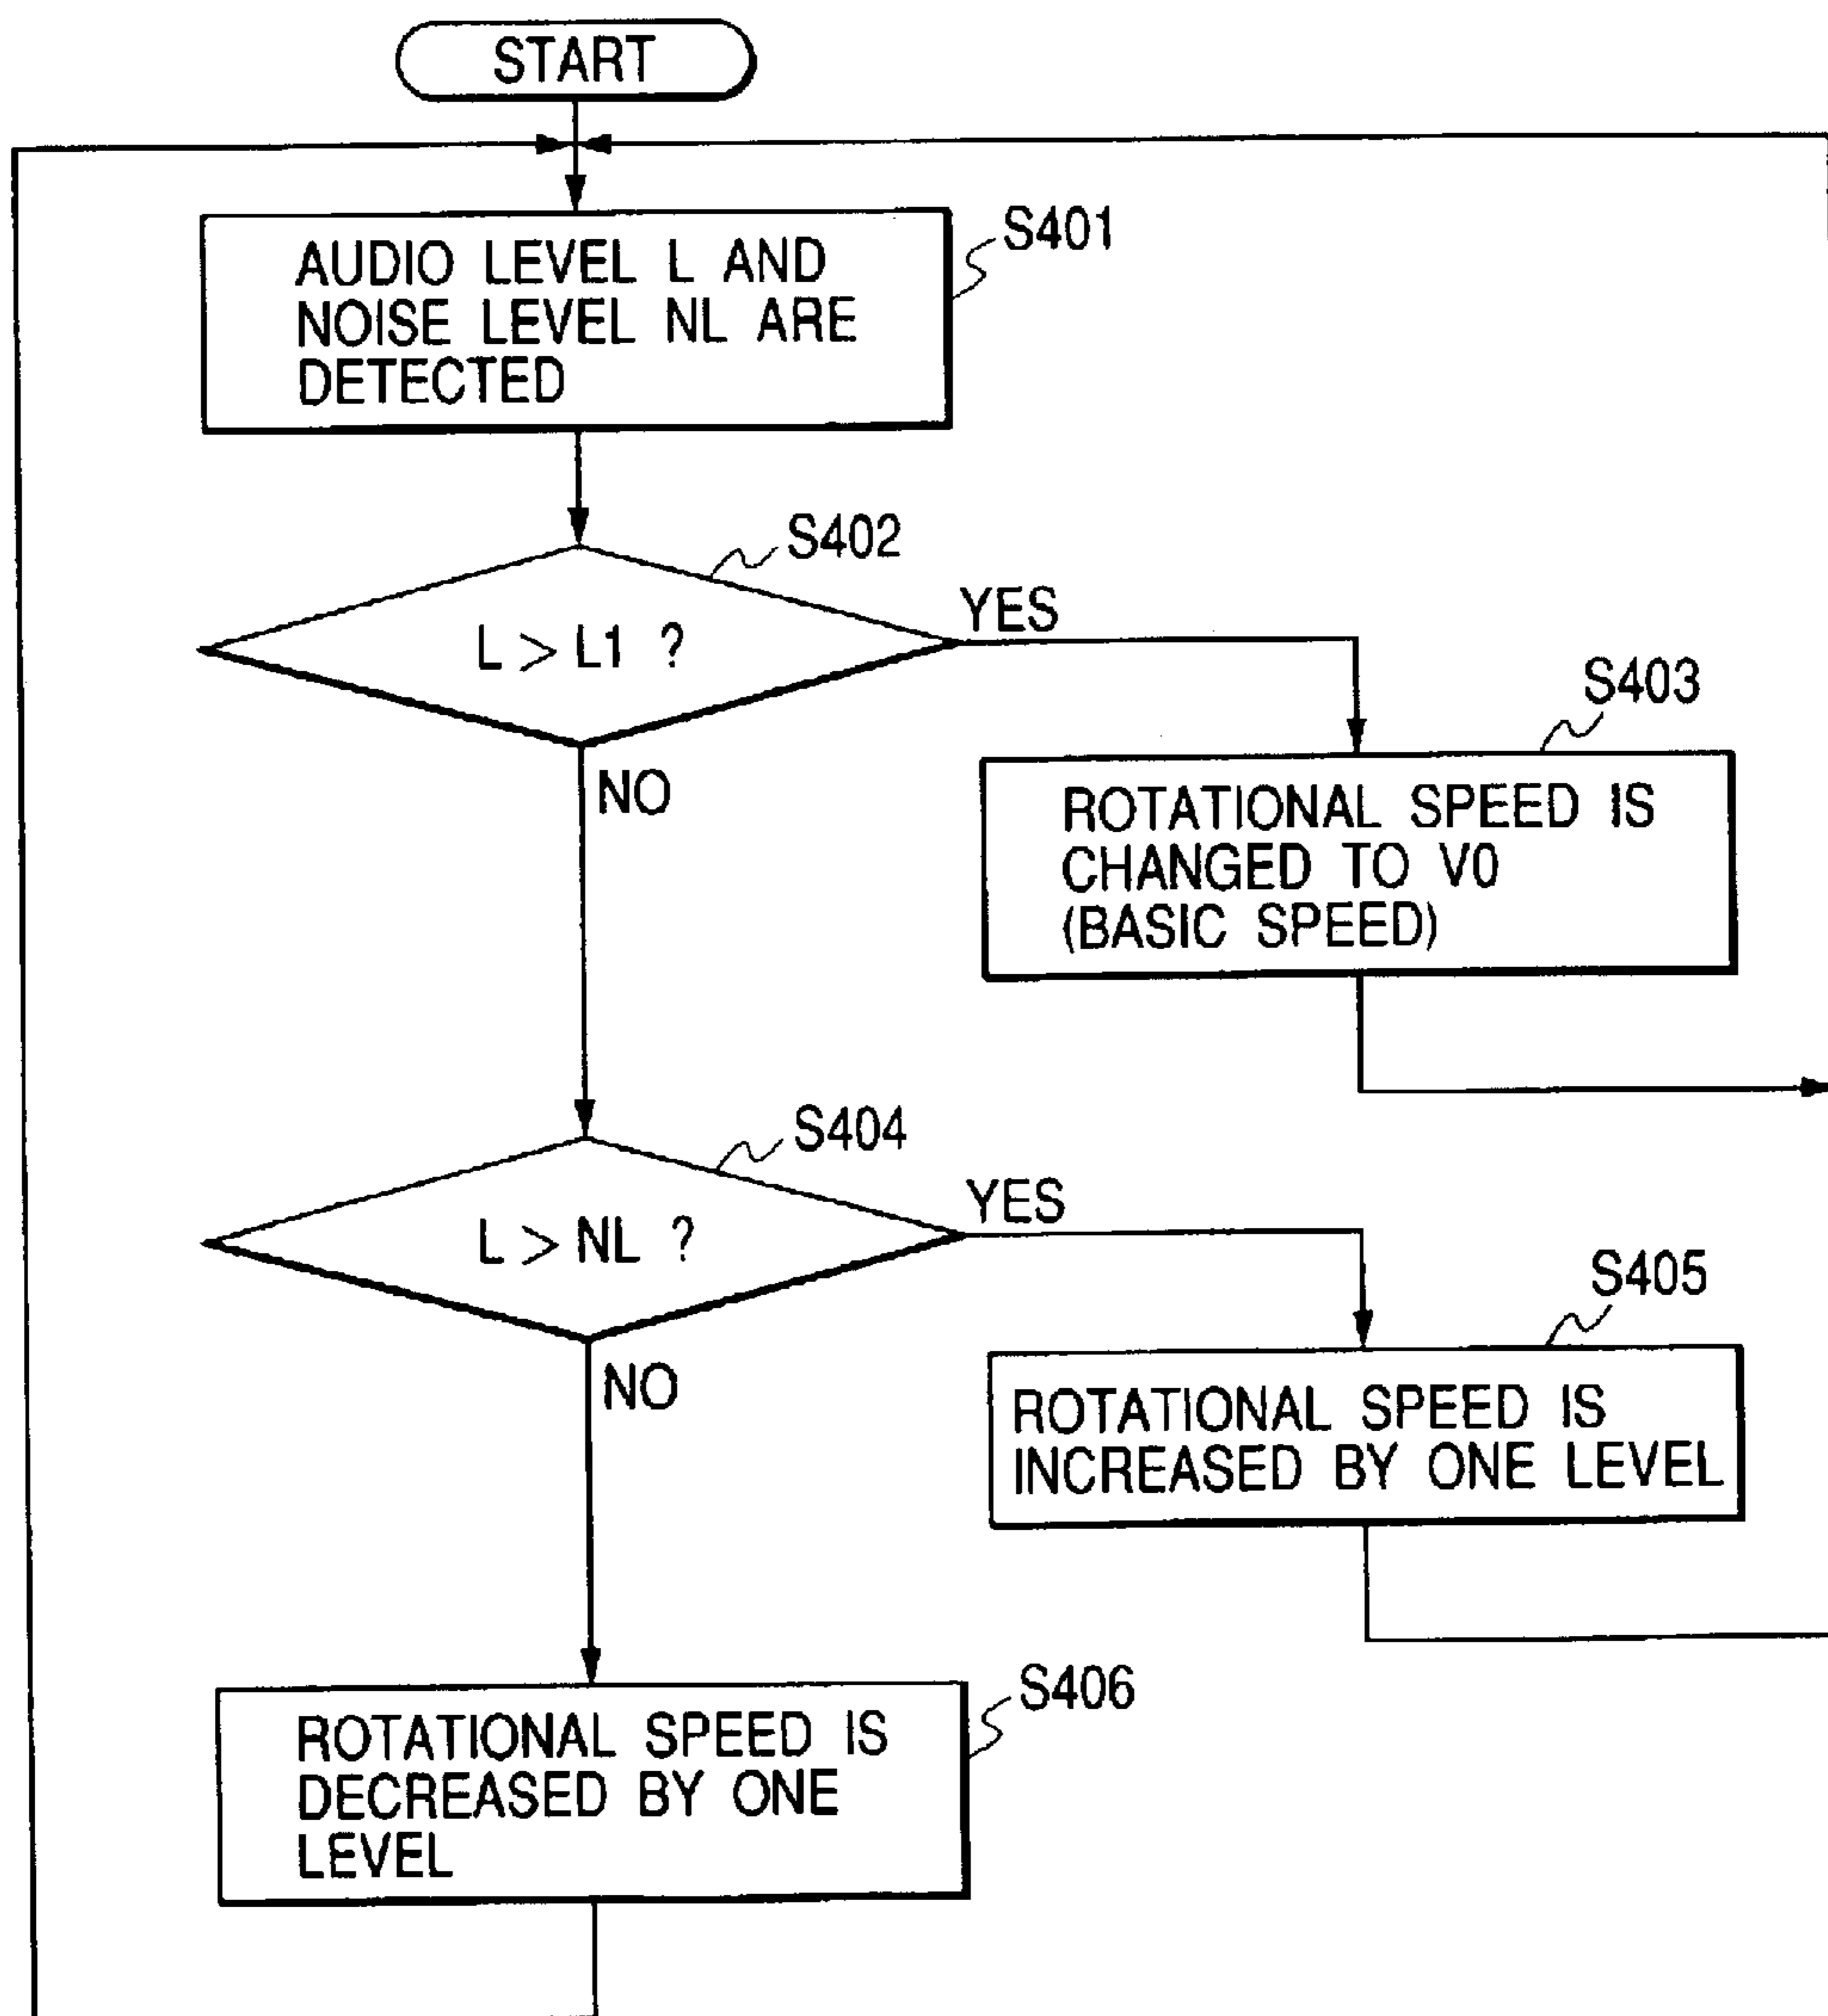 START
AUDIO LEVEL L AND
NOISE LEVEL NL ARE
DETECTED
S401
S402
L > L1 ?
YES
NO
S403
ROTATIONAL SPEED IS
CHANGED TO V0
(BASIC SPEED)
S404
L > NL ?
YES
NO
S405
ROTATIONAL SPEED IS
INCREASED BY ONE LEVEL
S406
ROTATIONAL SPEED IS
DECREASED BY ONE
LEVEL